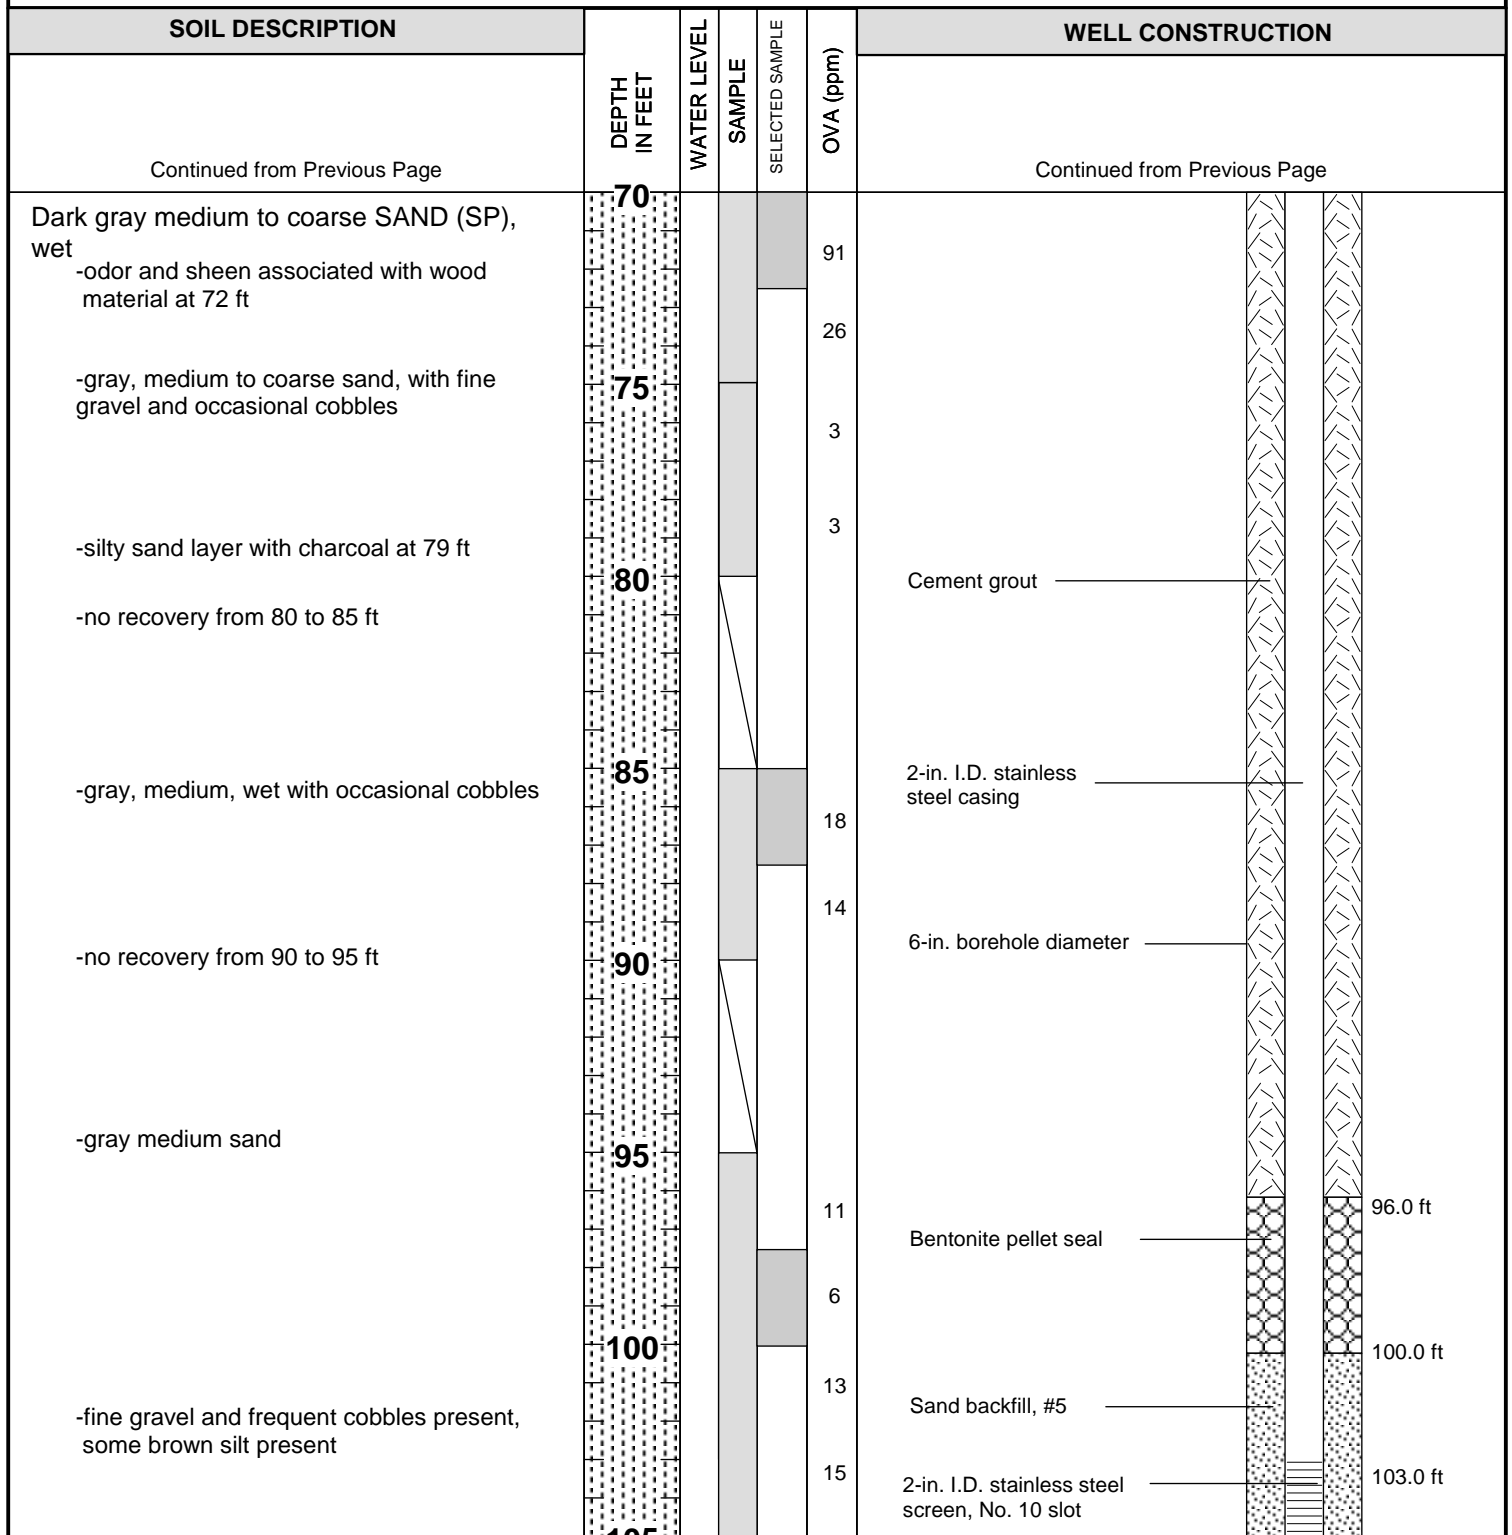 SOIL DESCRIPTION
DEPTH
IN FEET
WATER LEVEL
SAMPLE
SELECTED SAMPLE
OVA (ppm)
WELL CONSTRUCTION
Continued from Previous Page
Continued from Previous Page
70
Dark gray medium to coarse SAND (SP),
wet
91
-odor and sheen associated with wood
material at 72 ft
26
-gray, medium to coarse sand, with fine
gravel and occasional cobbles
75
3
3
-silty sand layer with charcoal at 79 ft
80
Cement grout
-no recovery from 80 to 85 ft
85
2-in. I.D. stainless
steel casing
-gray, medium, wet with occasional cobbles
18
14
6-in. borehole diameter
-no recovery from 90 to 95 ft
90
-gray medium sand
95
11
96.0 ft
Bentonite pellet seal
6
100
100.0 ft
13
Sand backfill, #5
-fine gravel and frequent cobbles present,
some brown silt present
15
103.0 ft
2-in. I.D. stainless steel
screen, No. 10 slot
105